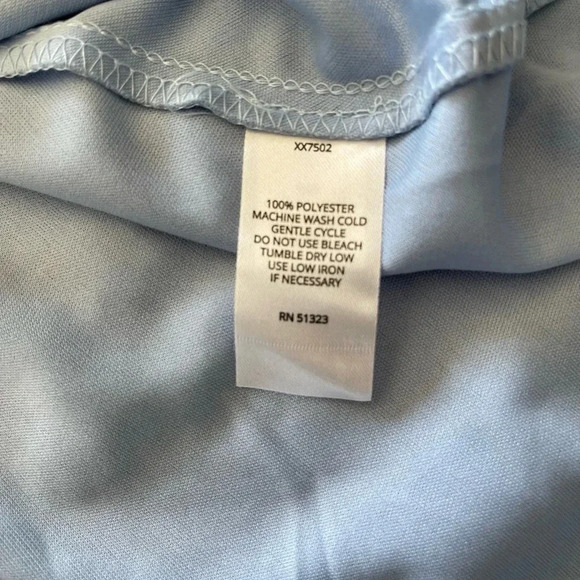 XX7502
100% POLYESTER
MACHINE WASH COLD
GENTLE CYCLE
DO NOT USE BLEACH
TUMBLE DRY LOW
USE LOW IRON
IF NECESSARY
RN 51323